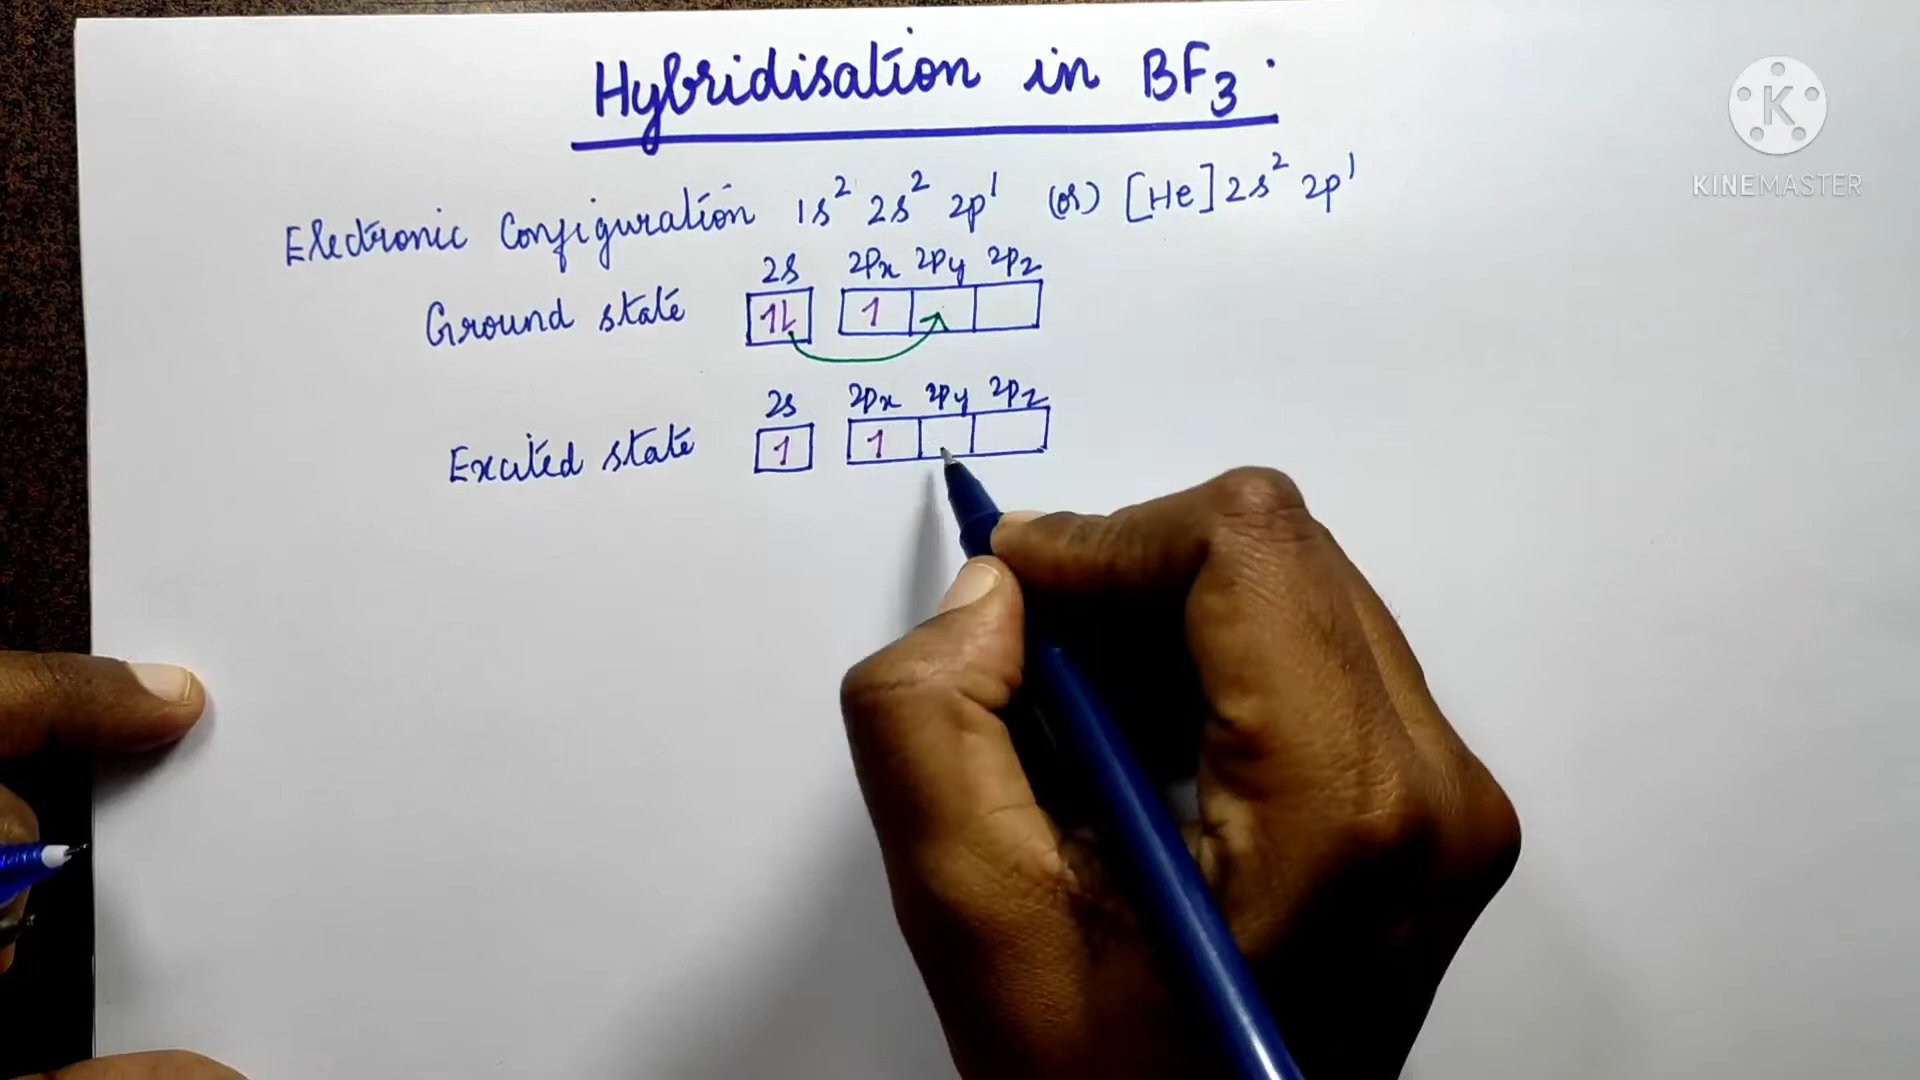 Hybridisation in BF3.
Electronic Configuration 1s² 2s² 2p¹ (or) [He] 2s² 2p¹
2s 2Px 2Py 2Pz
Ground state 1l 1
2s 2Px 2Py 2Pz
Excited state 1 1
K
KINEMASTER